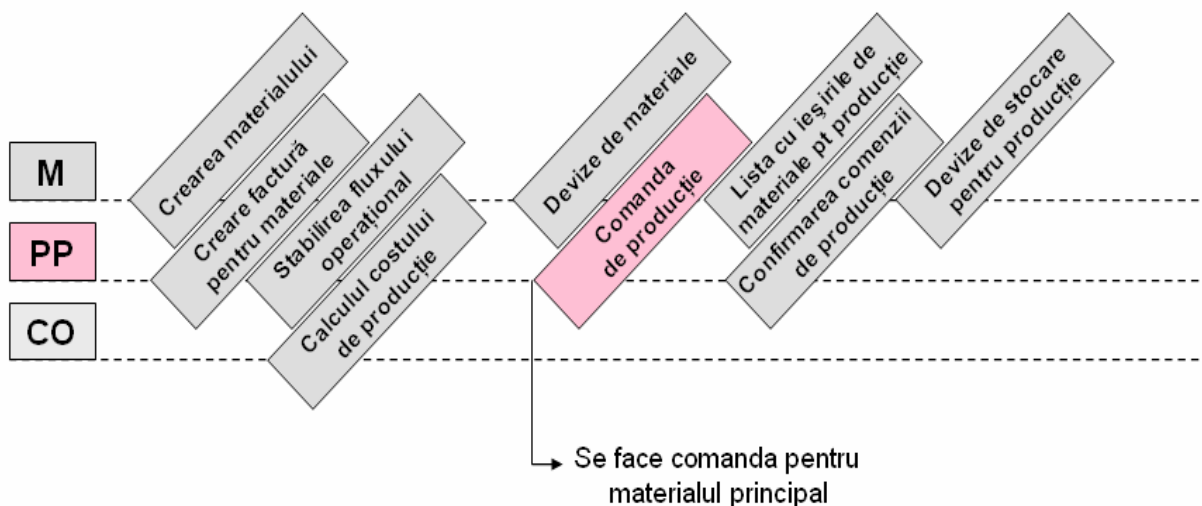 M
PP
CO
Crearea materialului
Creare factură
pentru materiale
Stabilirea fluxului
operațional
Calculul costului
de producție
Devize de materiale
Comanda
de producție
Lista cu ieșirile de
materiale pt producție
Confirmarea comenzii
de producție
Devize de stocare
pentru producție
Se face comanda pentru
materialul principal